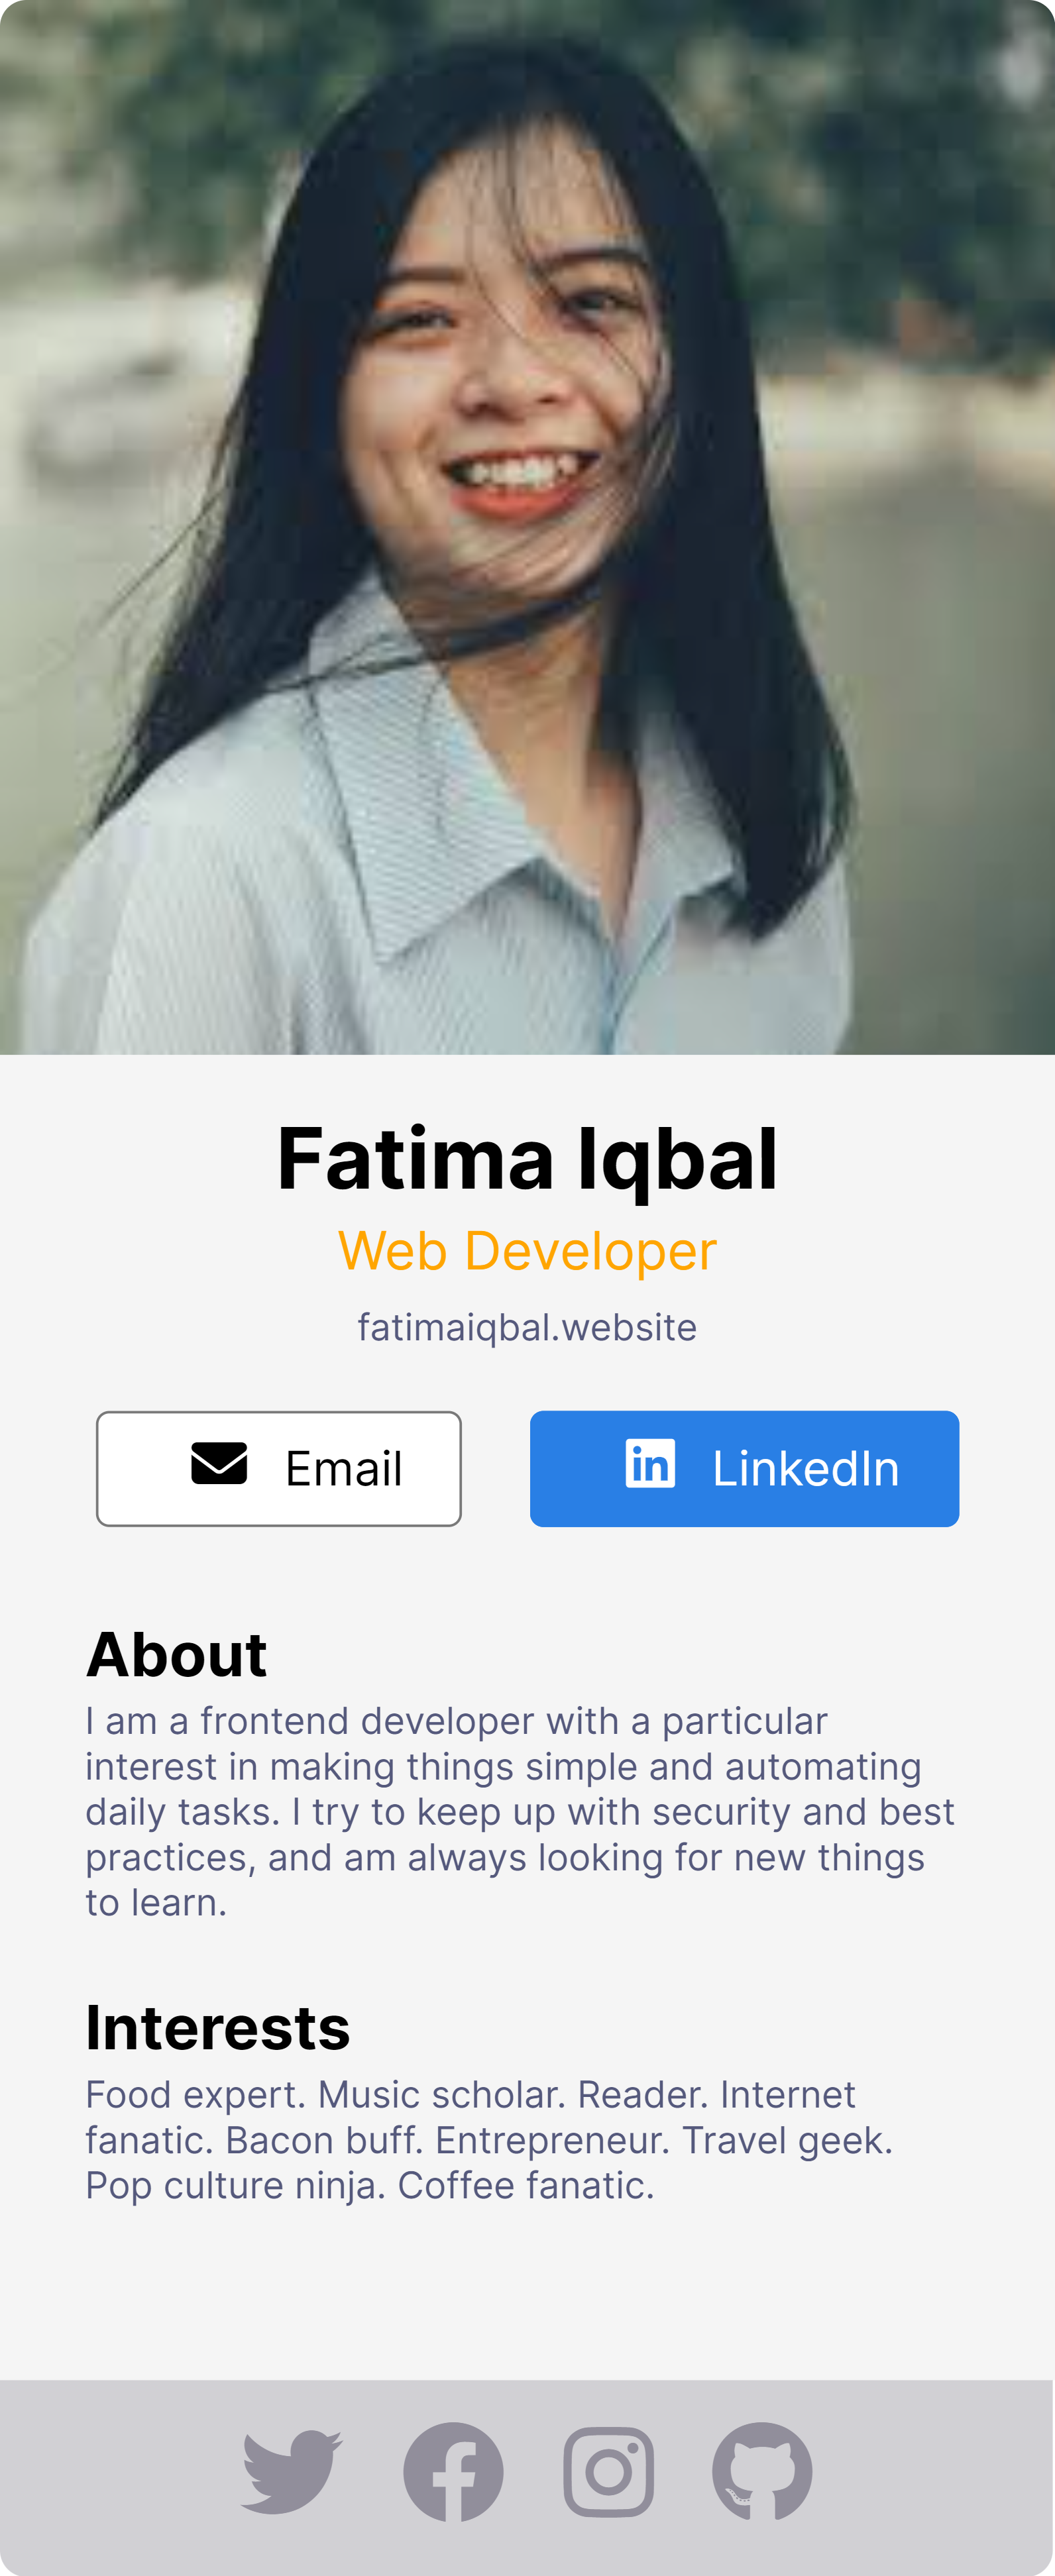 Fatima Iqbal
Web Developer
fatimaiqbal.website
Email
LinkedIn
About
I am a frontend developer with a particular
interest in making things simple and automating
daily tasks. I try to keep up with security and best
practices, and am always looking for new things
to learn.
Interests
Food expert. Music scholar. Reader. Internet
fanatic. Bacon buff. Entrepreneur. Travel geek.
Pop culture ninja. Coffee fanatic.